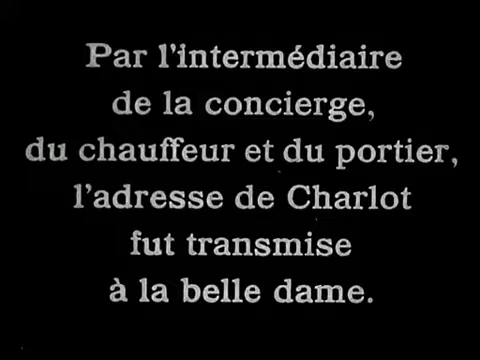 Par l'intermédiaire
de la concierge,
du chauffeur et du portier,
l'adresse de Charlot
fut transmise
à la belle dame.